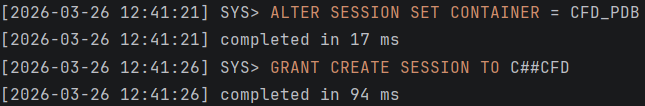 [2026-03-26 12:41:21] SYS> ALTER SESSION SET CONTAINER = CFD_PDB
[2026-03-26 12:41:21] completed in 17 ms
[2026-03-26 12:41:26] SYS> GRANT CREATE SESSION TO C##CFD
[2026-03-26 12:41:26] completed in 94 ms